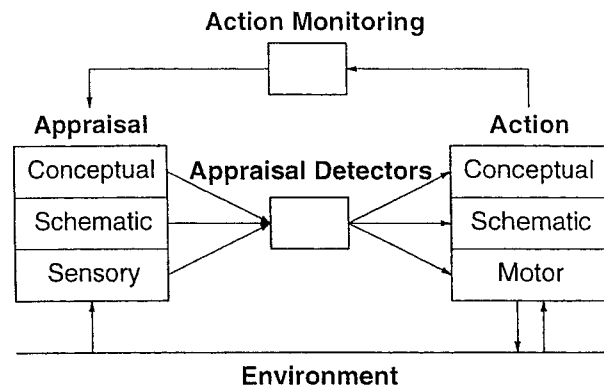 Action Monitoring
Appraisal
Action
Conceptual
Appraisal Detectors
Conceptual
Schematic
Schematic
Sensory
Motor
Environment